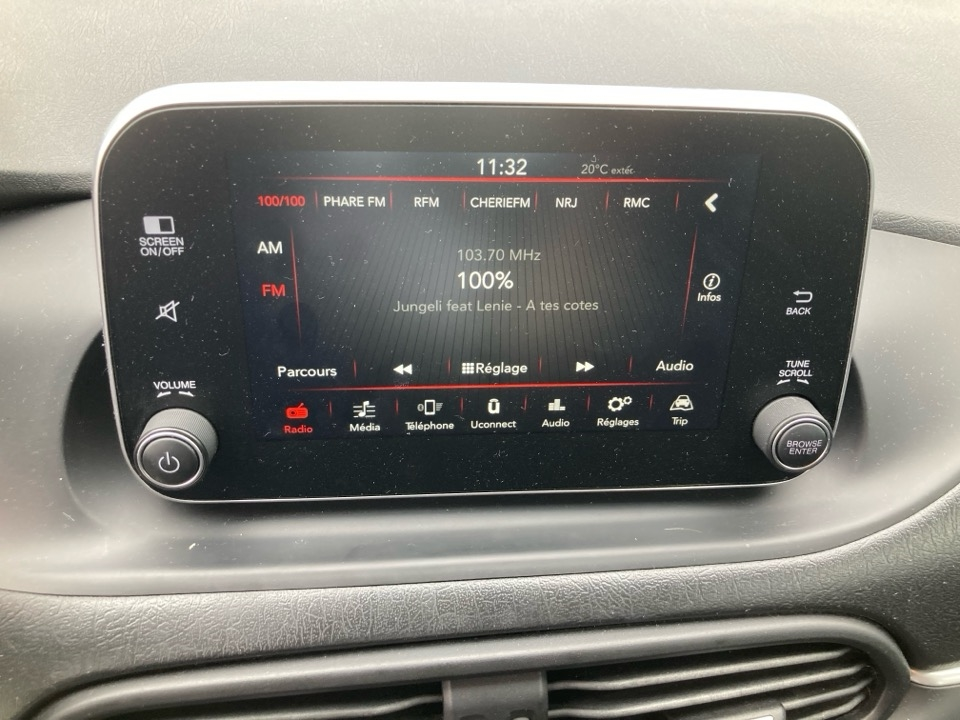 11:32 20°C extér.
100/100 PHARE FM RFM CHERIEFM NRJ RMC
SCREEN
ON/OFF
AM
103.70 MHz
100%
FM
Infos
Jungeli feat Lenie - A tes cotes
BACK
Parcours Réglage Audio
TUNE
SCROLL
VOLUME
Radio Média Téléphone Uconnect Audio Réglages Trip
BROWSE
ENTER